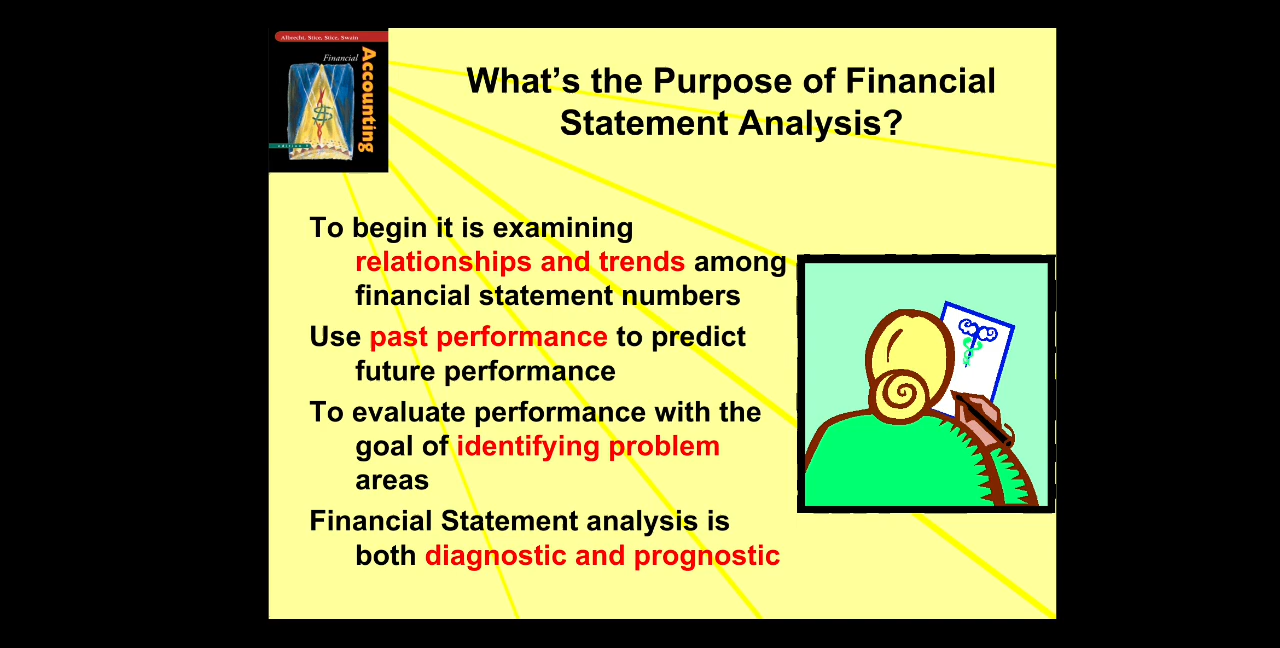 Albrecht, Stice, Stice, Swain
Financial
Accounting
edition
What’s the Purpose of Financial
Statement Analysis?
To begin it is examining
relationships and trends among
financial statement numbers
Use past performance to predict
future performance
To evaluate performance with the
goal of identifying problem
areas
Financial Statement analysis is
both diagnostic and prognostic